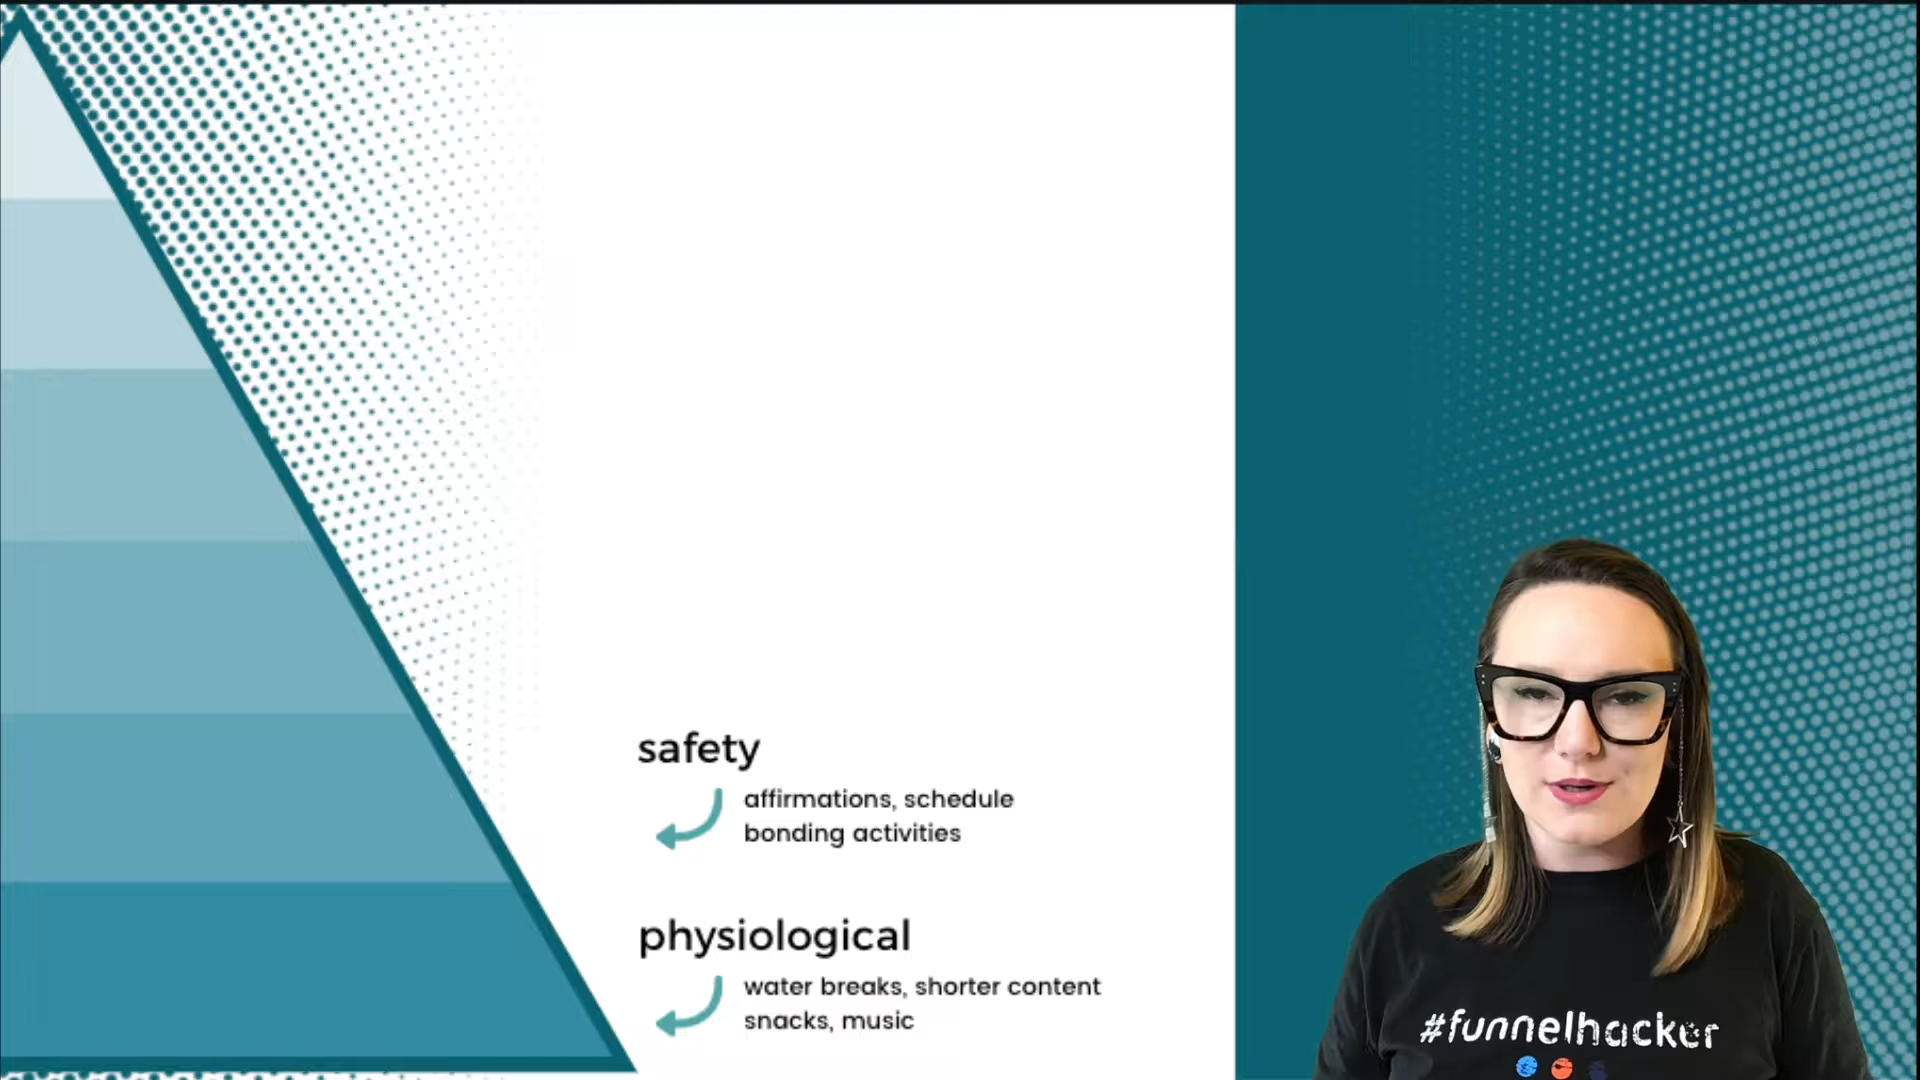 safety
affirmations, schedule
bonding activities
physiological
water breaks, shorter content
snacks, music
#funnelhacker